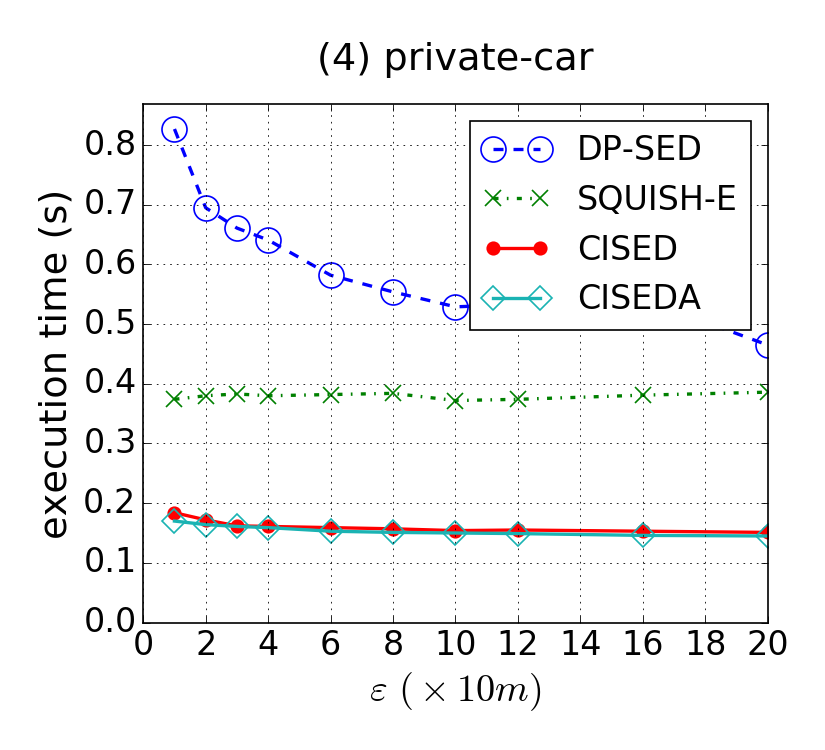 (4) private-car
DP-SED
SQUISH-E
CISED
CISEDA
execution time (s)
0.8
0.7
0.6
0.5
0.4
0.3
0.2
0.1
0.0
0 2 4 6 8 10 12 14 16 18 20
ε (×10m)